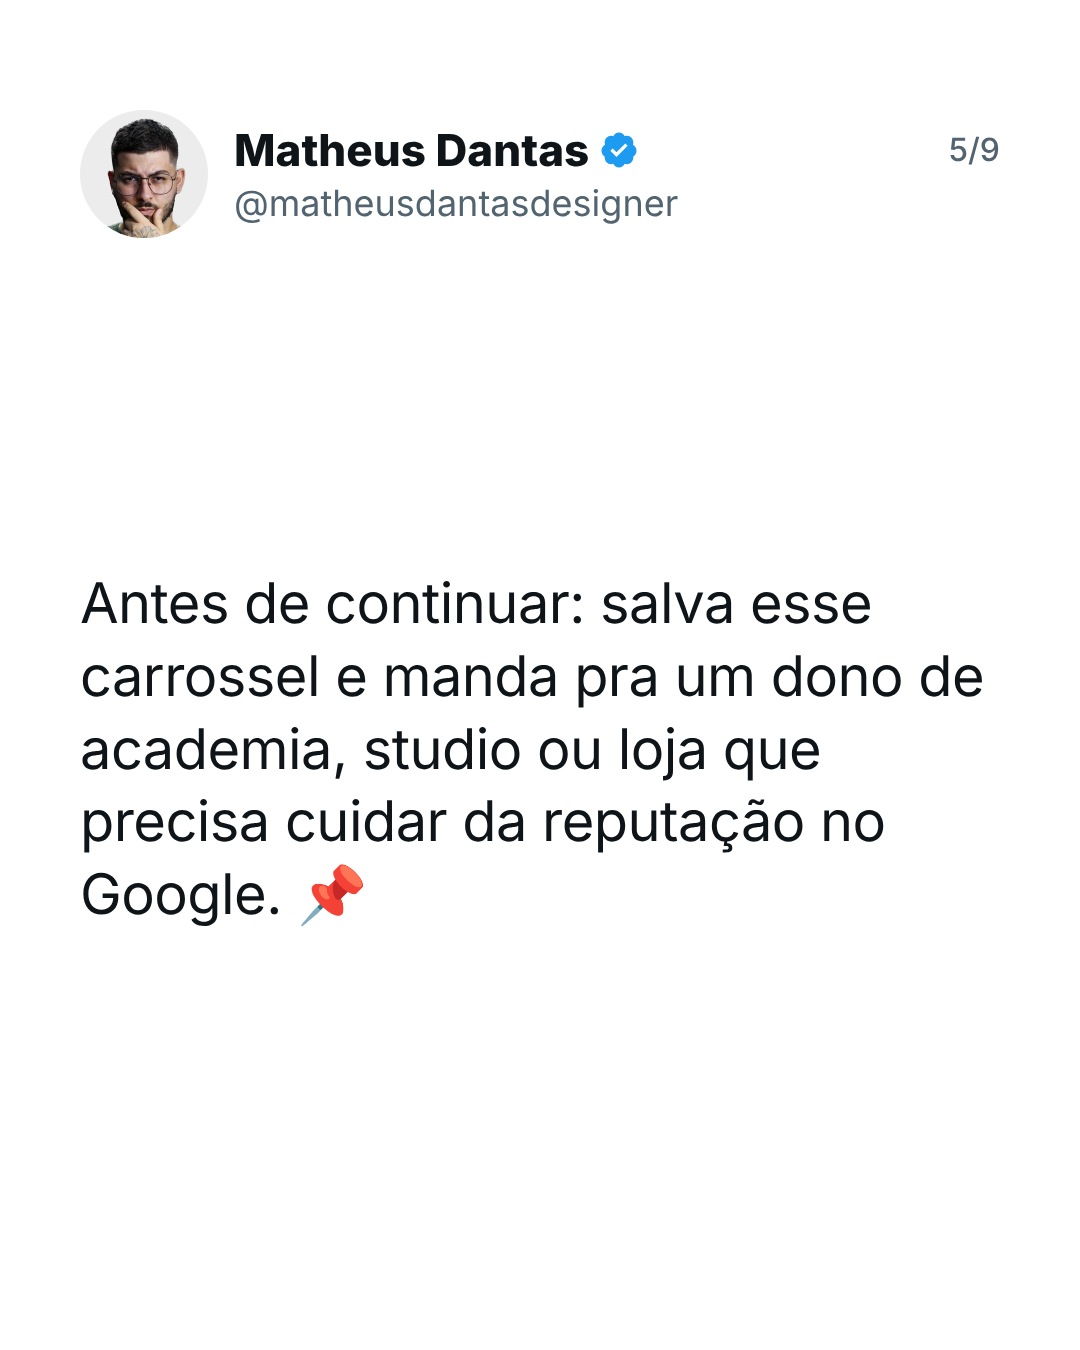 Matheus Dantas
5/9
@matheusdantasdesigner
Antes de continuar: salva esse
carrossel e manda pra um dono de
academia, studio ou loja que
precisa cuidar da reputação no
Google. 📌